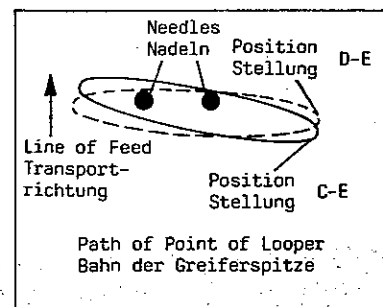 Needles
Nadeln
Position D-E
Stellung
Line of Feed
Transport-
richtung
Position
Stellung C-E
Path of Point of Looper
Bahn der Greiferspitze